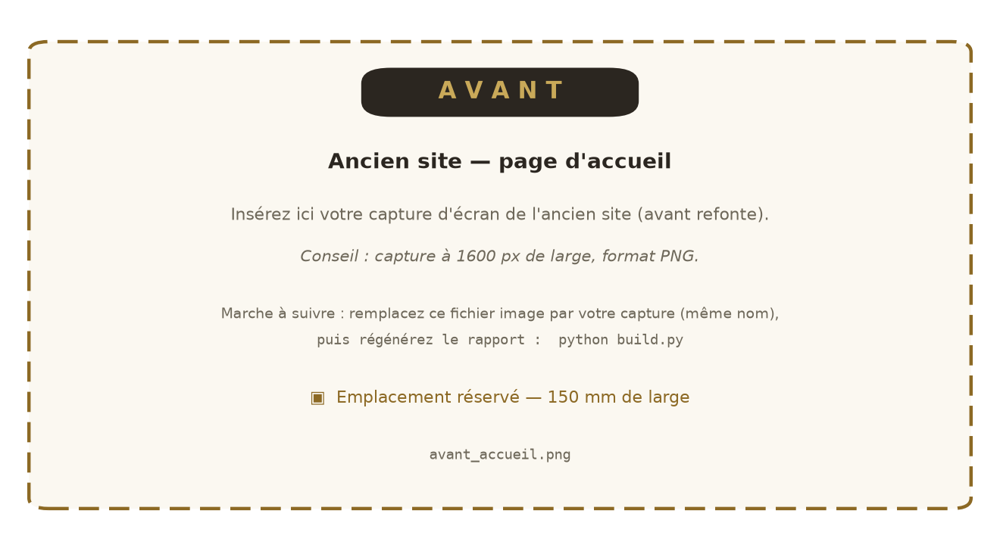 AVANT
Ancien site — page d'accueil
Insérez ici votre capture d'écran de l'ancien site (avant refonte).
Conseil : capture à 1600 px de large, format PNG.
Marche à suivre : remplacez ce fichier image par votre capture (même nom),
puis régénérez le rapport :  python build.py
▣ Emplacement réservé — 150 mm de large
avant_accueil.png